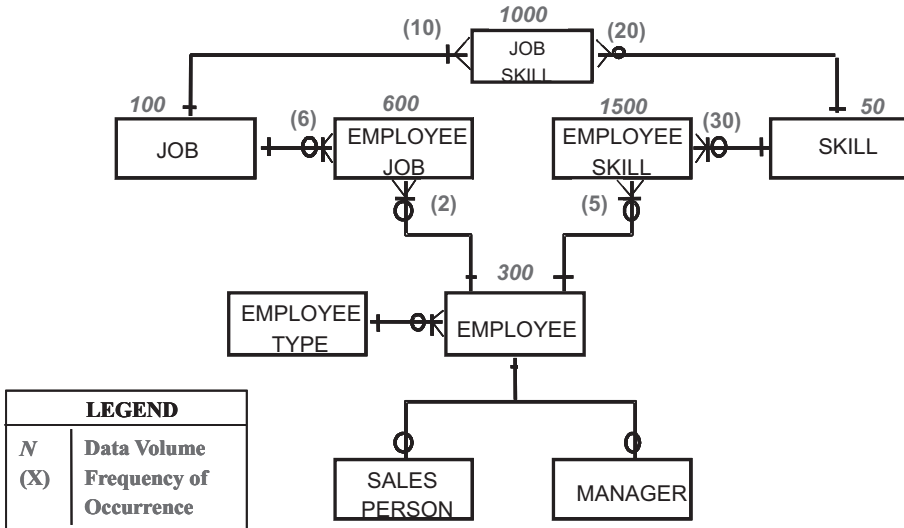 1000
(10)
(20)
JOB
SKILL
100
(6)
600
1500
(30)
50
JOB
EMPLOYEE
JOB
EMPLOYEE
SKILL
SKILL
(2)
(5)
300
EMPLOYEE
TYPE
EMPLOYEE
LEGEND
N Data Volume
(X) Frequency of
Occurrence
SALES
PERSON
MANAGER